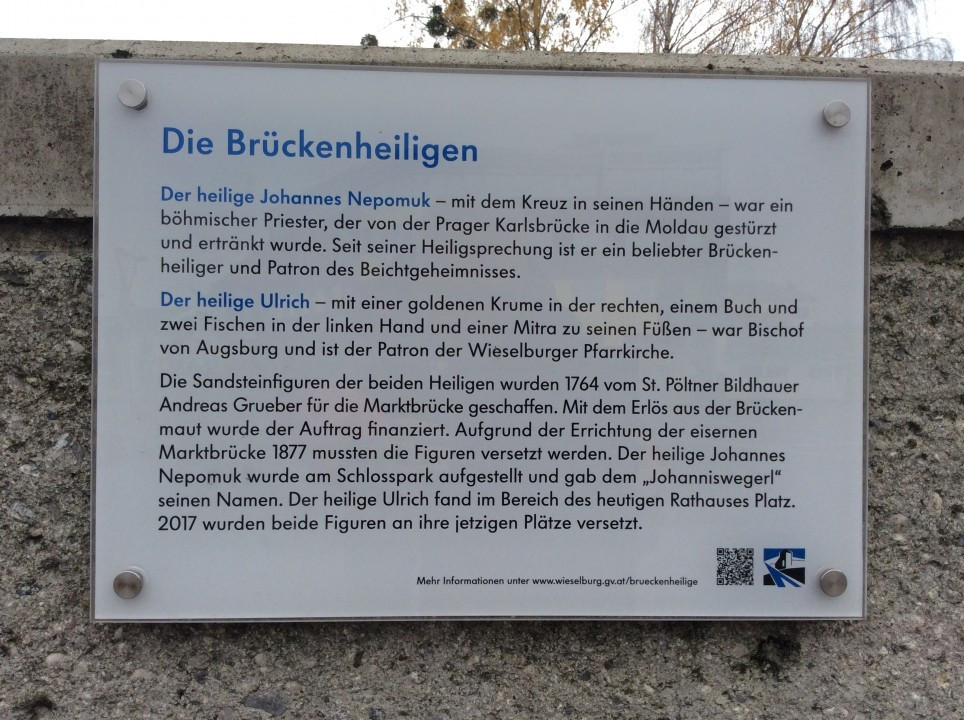 Die Brückenheiligen
Der heilige Johannes Nepomuk – mit dem Kreuz in seinen Händen – war ein
böhmischer Priester, der von der Prager Karlsbrücke in die Moldau gestürzt
und ertränkt wurde. Seit seiner Heiligsprechung ist er ein beliebter Brücken-
heiliger und Patron des Beichtgeheimnisses.
Der heilige Ulrich – mit einer goldenen Krume in der rechten, einem Buch und
zwei Fischen in der linken Hand und einer Mitra zu seinen Füßen – war Bischof
von Augsburg und ist der Patron der Wieselburger Pfarrkirche.
Die Sandsteinfiguren der beiden Heiligen wurden 1764 vom St. Pöltner Bildhauer
Andreas Grueber für die Marktbrücke geschaffen. Mit dem Erlös aus der Brücken-
maut wurde der Auftrag finanziert. Aufgrund der Errichtung der eisernen
Marktbrücke 1877 mussten die Figuren versetzt werden. Der heilige Johannes
Nepomuk wurde am Schlosspark aufgestellt und gab dem „Johanniswegerl“
seinen Namen. Der heilige Ulrich fand im Bereich des heutigen Rathauses Platz.
2017 wurden beide Figuren an ihre jetzigen Plätze versetzt.
Mehr Informationen unter www.wieselburg.gv.at/brueckenheilige